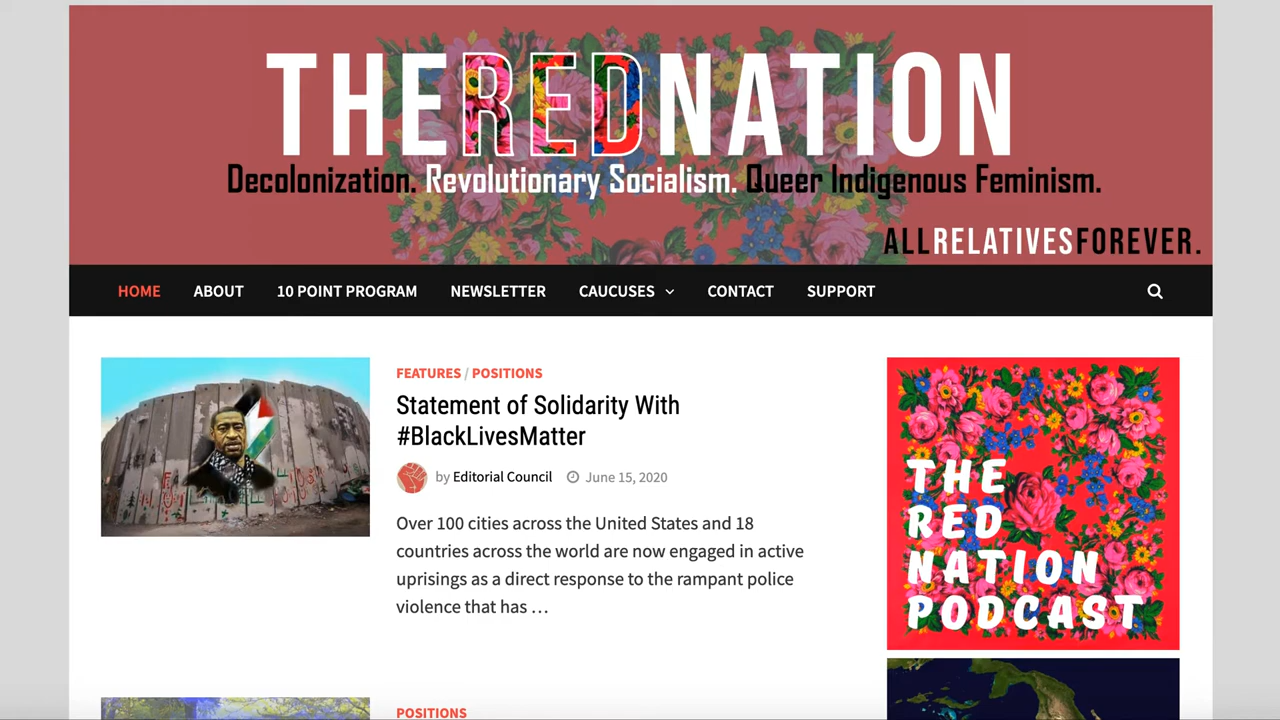 THE RED NATION
Decolonization. Revolutionary Socialism. Queer Indigenous Feminism.
ALLRELATIVESFOREVER.
HOME ABOUT 10 POINT PROGRAM NEWSLETTER CAUCUSES CONTACT SUPPORT
FEATURES / POSITIONS
Statement of Solidarity With
#BlackLivesMatter
by Editorial Council June 15, 2020
Over 100 cities across the United States and 18
countries across the world are now engaged in active
uprisings as a direct response to the rampant police
violence that has …
THE
RED
NATION
PODCAST
POSITIONS